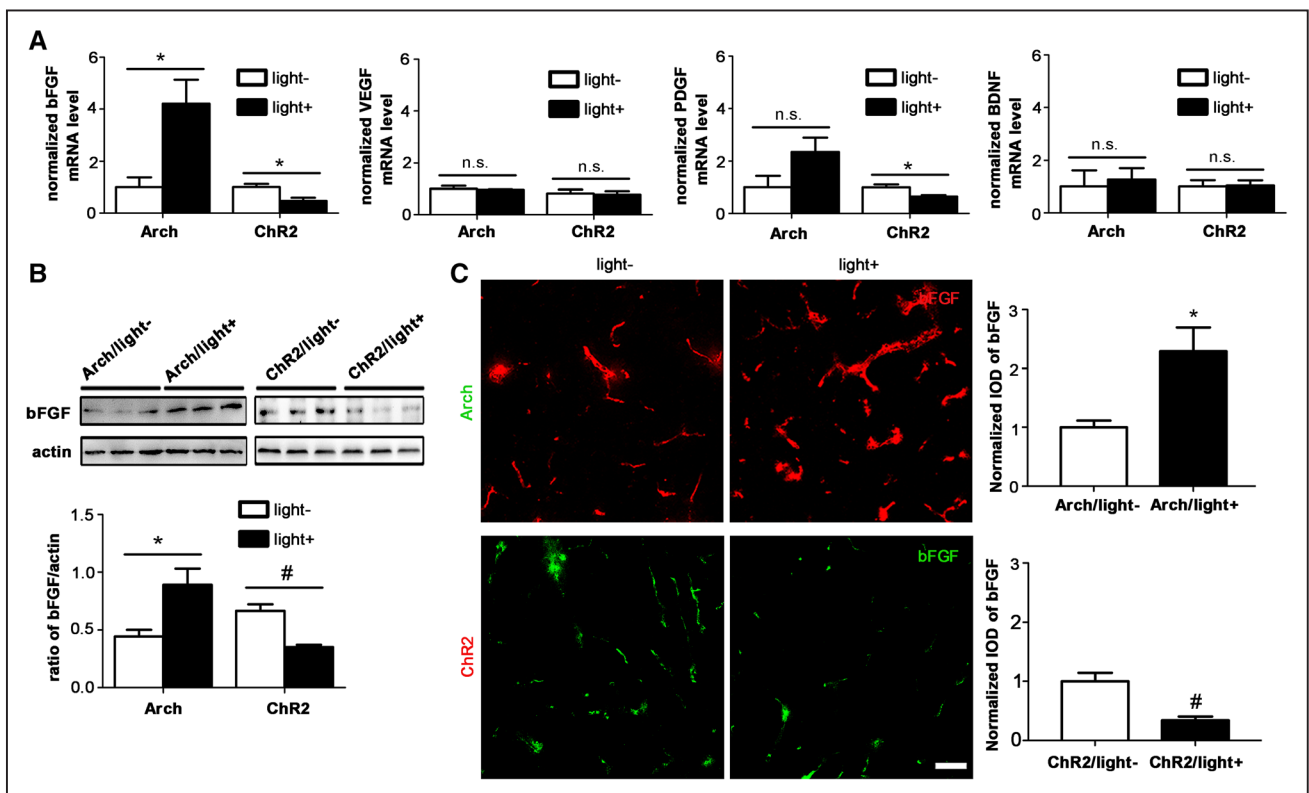 A
normalized bFGF
mRNA level
6
4
2
0
*
*
light-
light+
Arch
ChR2
normalized VEGF
mRNA level
6
4
2
0
n.s.
n.s.
light-
light+
Arch
ChR2
normalized PDGF
mRNA level
6
4
2
0
n.s.
*
light-
light+
Arch
ChR2
normalized BDNF
mRNA level
6
4
2
0
n.s.
n.s.
light-
light+
Arch
ChR2
B
Arch/light-
Arch/light+
ChR2/light-
ChR2/light+
bFGF
actin
ratio of bFGF/actin
1.5
1.0
0.5
0.0
*
#
light-
light+
Arch
ChR2
C
light-
light+
Arch
bFGF
ChR2
bFGF
Normalized IOD of bFGF
3
2
1
0
*
Arch/light-
Arch/light+
Normalized IOD of bFGF
3
2
1
0
#
ChR2/light-
ChR2/light+